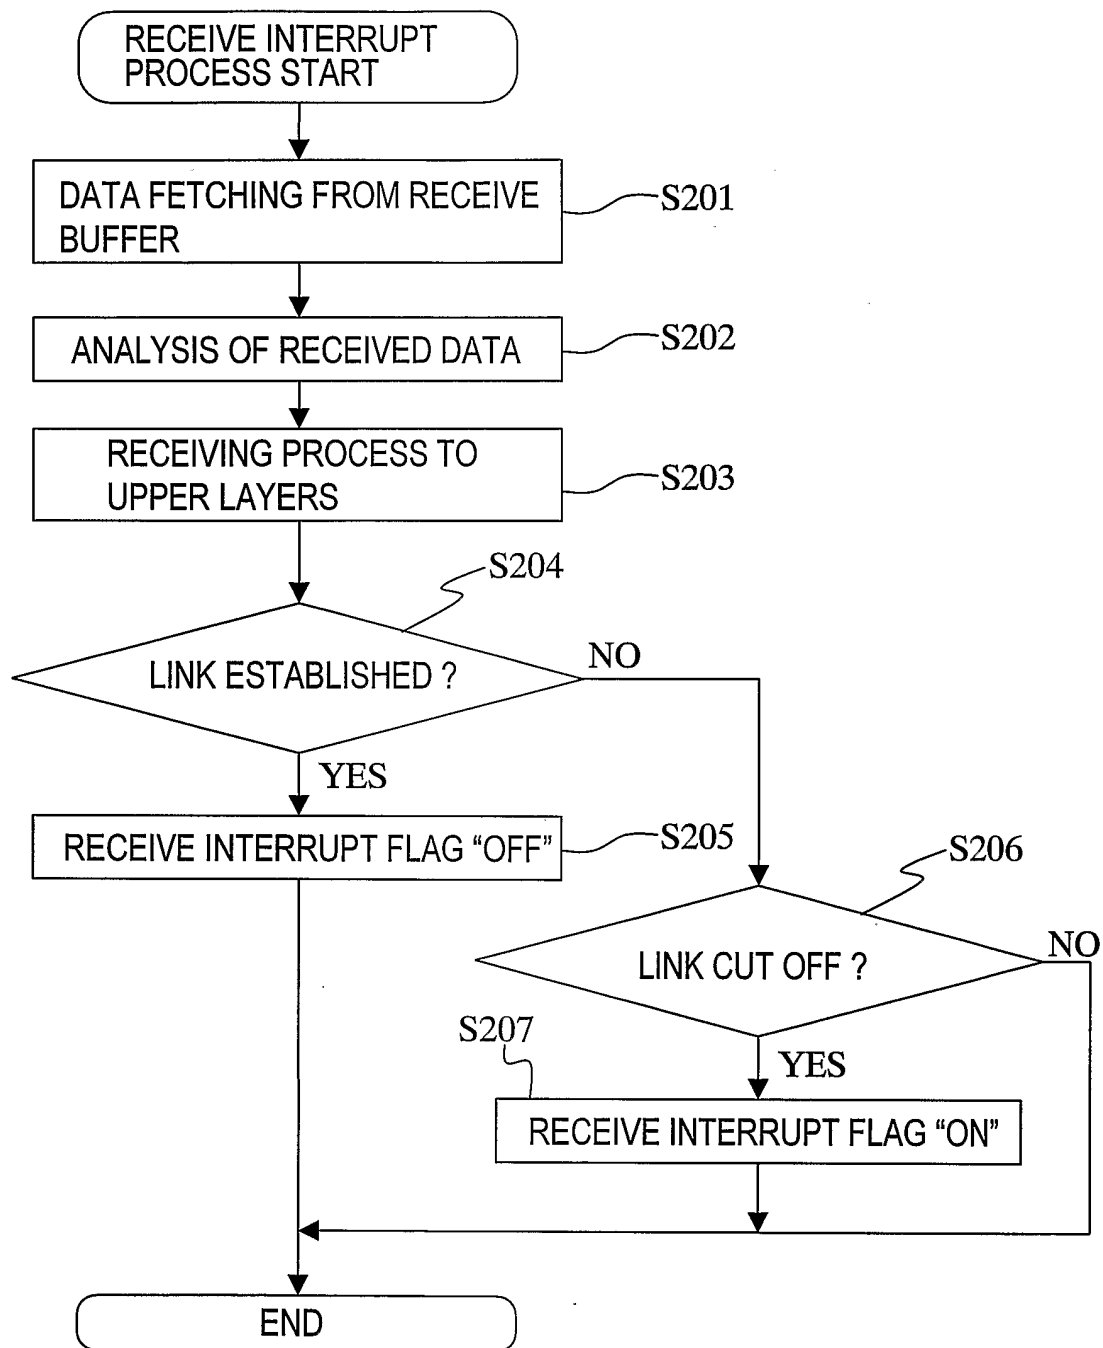 RECEIVE INTERRUPT
PROCESS START
DATA FETCHING FROM RECEIVE
BUFFER
S201
ANALYSIS OF RECEIVED DATA
S202
RECEIVING PROCESS TO
UPPER LAYERS
S203
S204
LINK ESTABLISHED ?
NO
YES
RECEIVE INTERRUPT FLAG “OFF”
S205
S206
LINK CUT OFF ?
NO
S207
YES
RECEIVE INTERRUPT FLAG “ON”
END